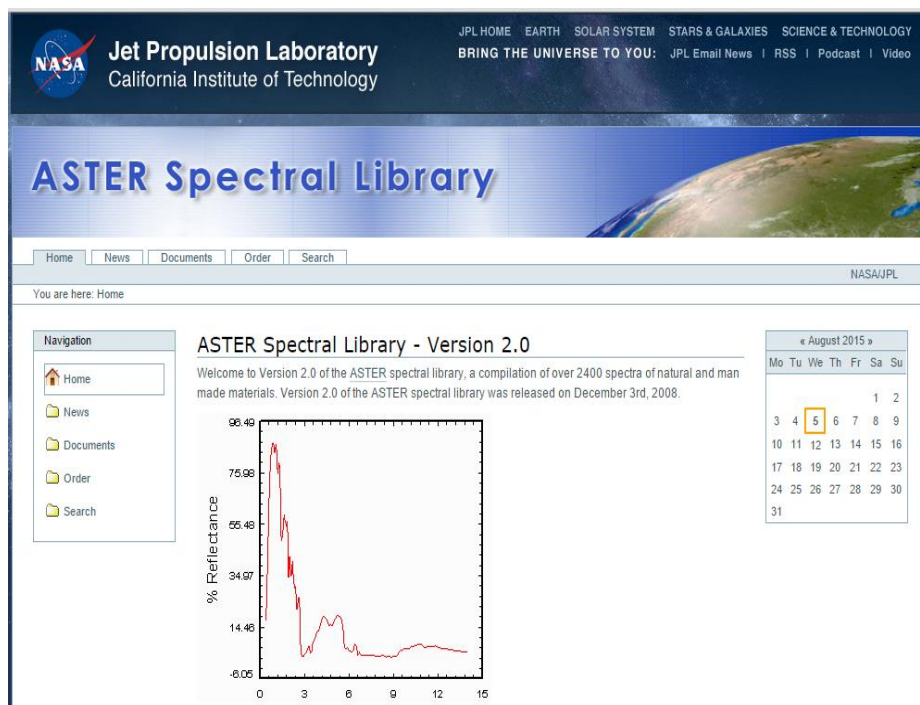 JPL HOME EARTH SOLAR SYSTEM STARS & GALAXIES SCIENCE & TECHNOLOGY
BRING THE UNIVERSE TO YOU: JPL Email News | RSS | Podcast | Video
NASA
Jet Propulsion Laboratory
California Institute of Technology
ASTER Spectral Library
Home News Documents Order Search
NASA/JPL
You are here: Home
Navigation
Home
News
Documents
Order
Search
ASTER Spectral Library - Version 2.0
Welcome to Version 2.0 of the ASTER spectral library, a compilation of over 2400 spectra of natural and man
made materials. Version 2.0 of the ASTER spectral library was released on December 3rd, 2008.
96.49
75.98
55.48
34.97
14.46
-6.05
% Reflectance
0 3 6 9 12 15
« August 2015 »
Mo Tu We Th Fr Sa Su
1 2
3 4 5 6 7 8 9
10 11 12 13 14 15 16
17 18 19 20 21 22 23
24 25 26 27 28 29 30
31